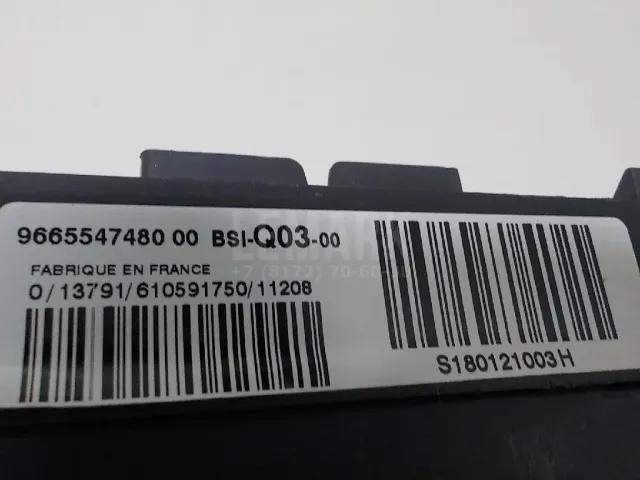 9665547480 00 BSI-Q03-00
FABRIQUE EN FRANCE
0/13791/610591750/11208
S180121003H